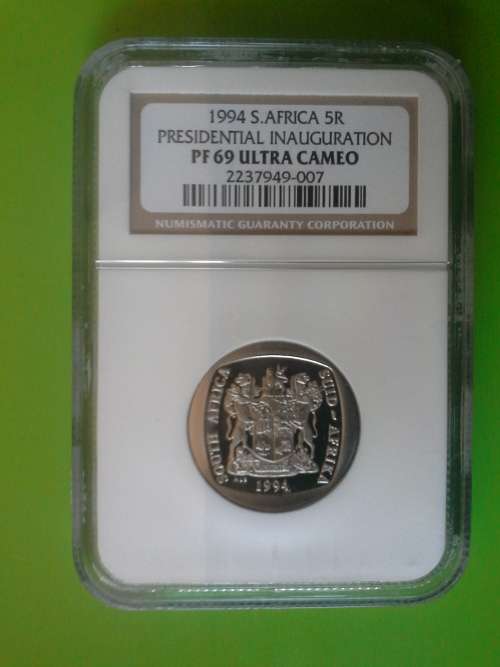 1994 S.AFRICA 5R
PRESIDENTIAL INAUGURATION
PF 69 ULTRA CAMEO
2237949-007
NUMISMATIC GUARANTY CORPORATION
SOUTH AFRICA
SUID-AFRIKA
1994